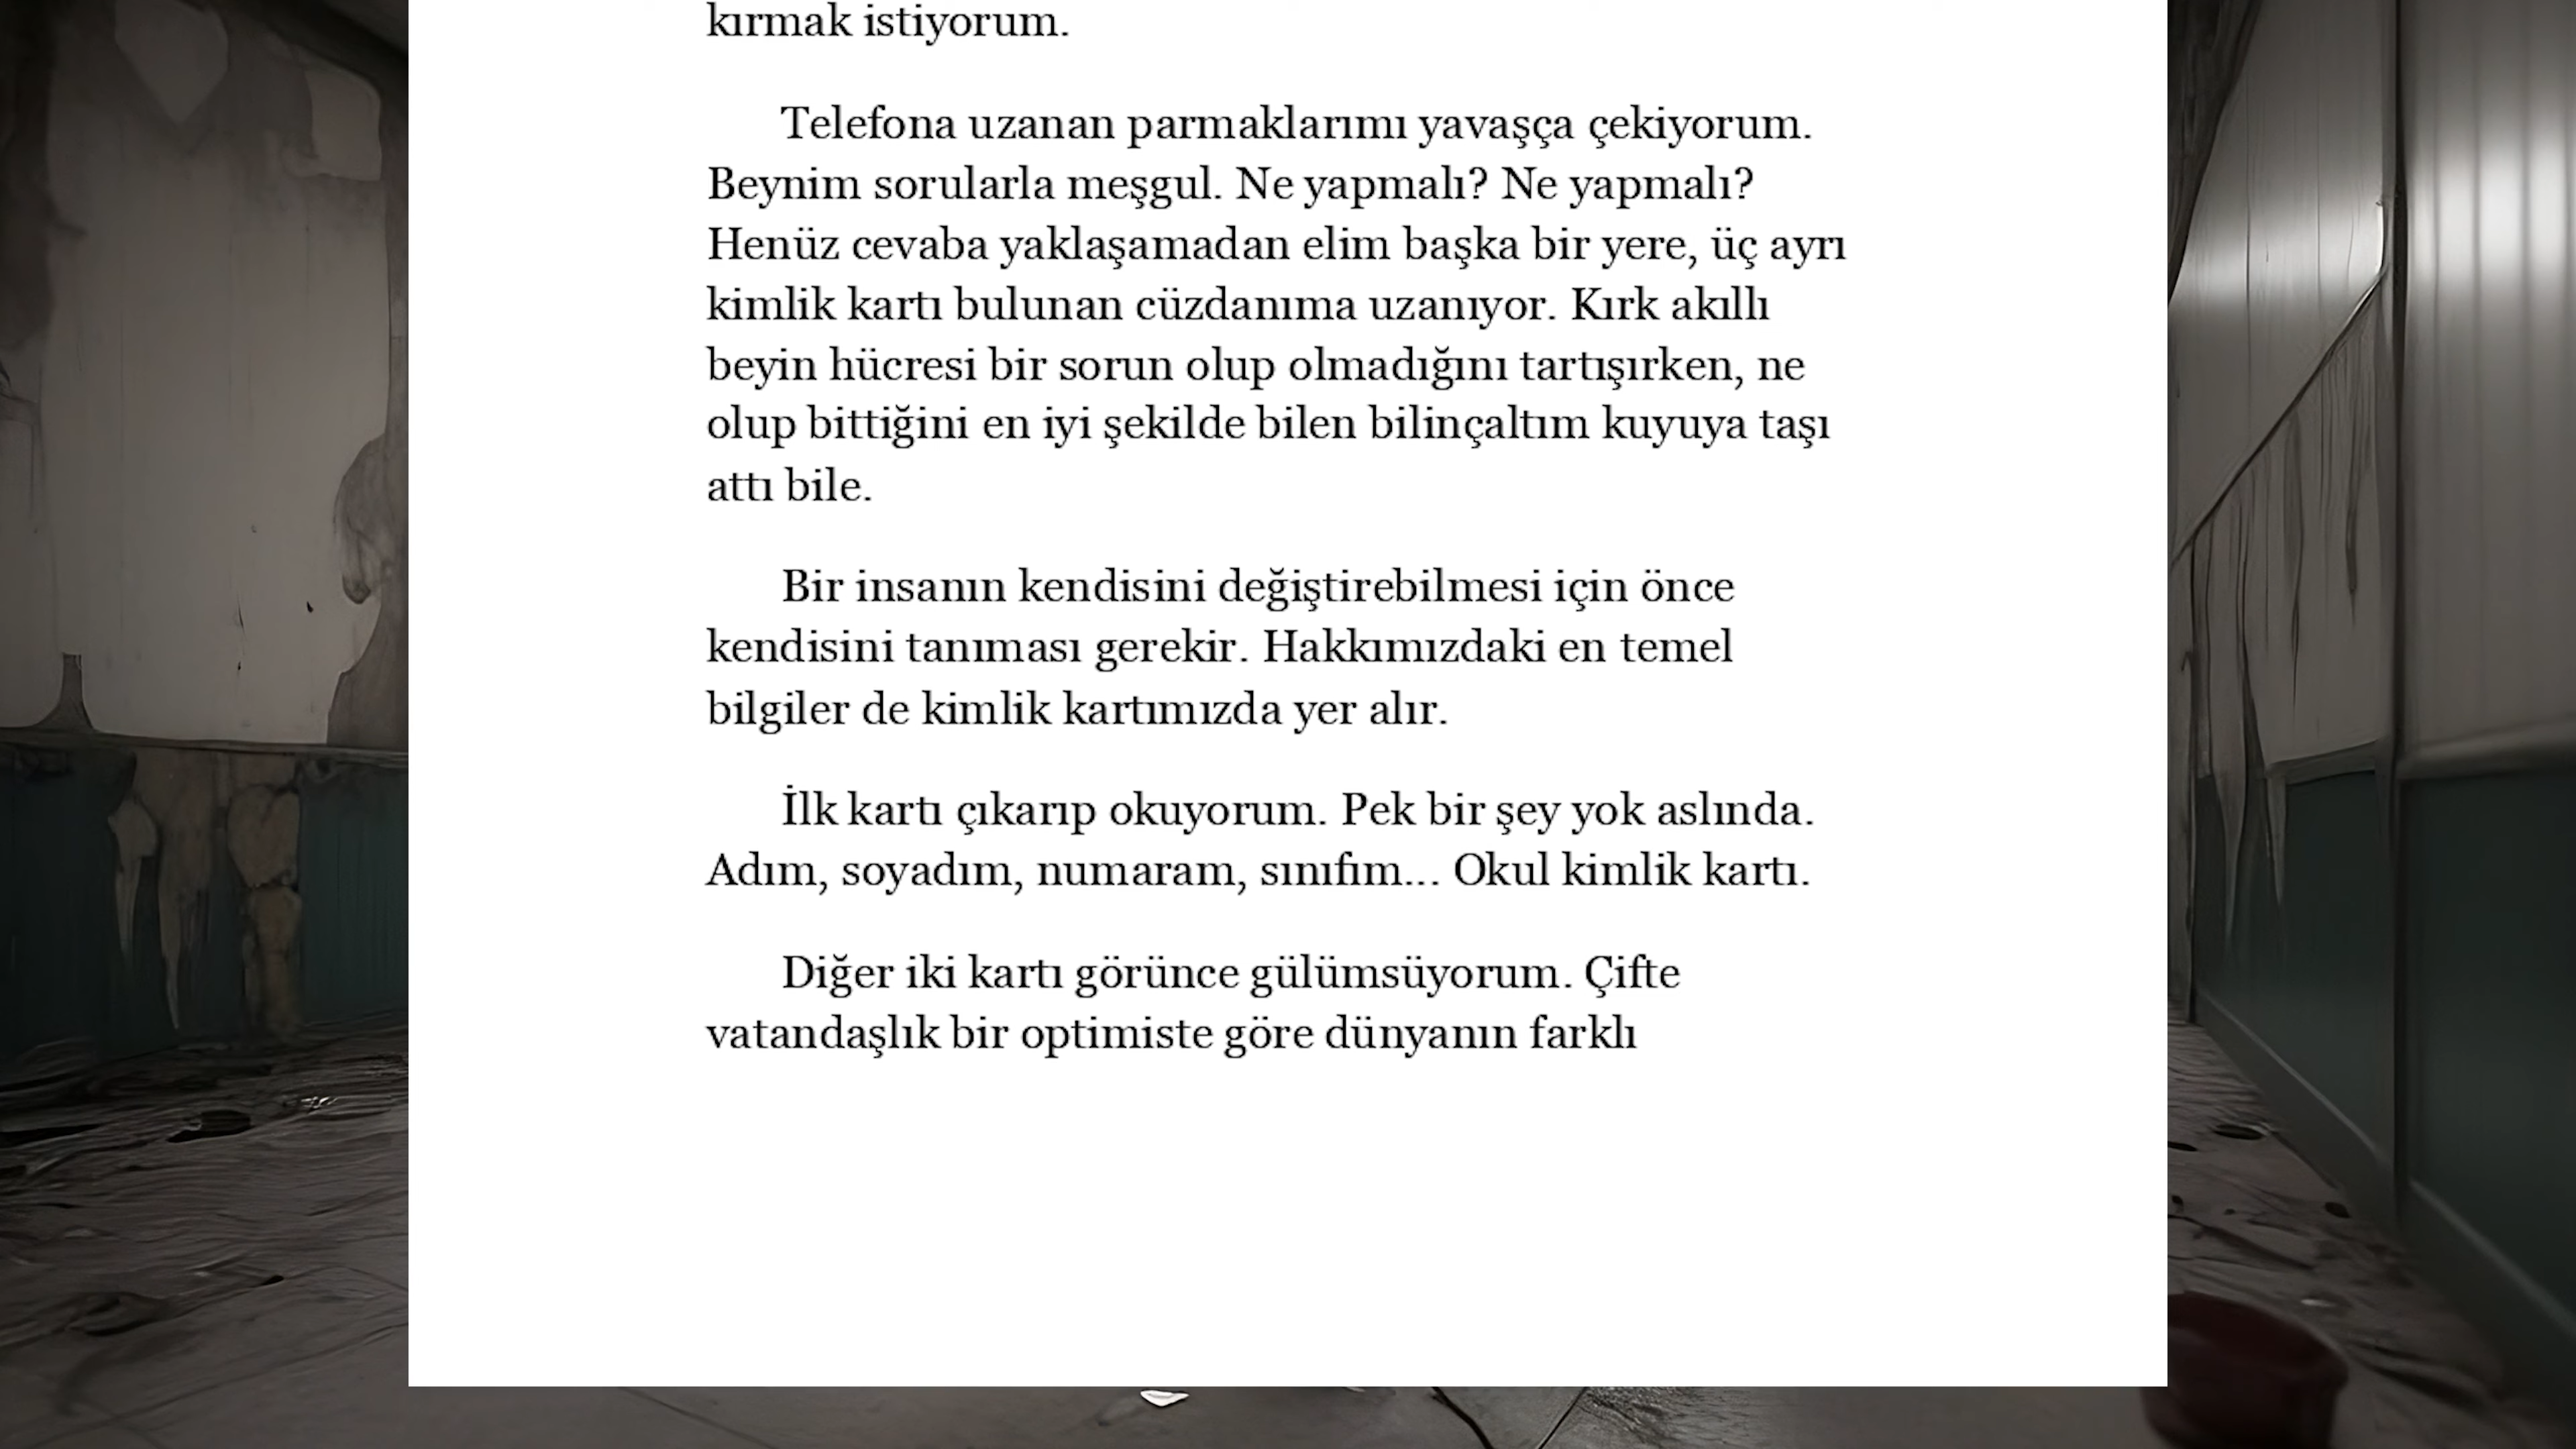 kırmak istiyorum.
Telefona uzanan parmaklarımı yavaşça çekiyorum.
Beynim sorularla meşgul. Ne yapmalı? Ne yapmalı?
Henüz cevaba yaklaşamadan elim başka bir yere, üç ayrı
kimlik kartı bulunan cüzdanıma uzanıyor. Kırk akıllı
beyin hücresi bir sorun olup olmadığını tartışırken, ne
olup bittiğini en iyi şekilde bilen bilinçaltım kuyuya taşı
attı bile.
Bir insanın kendisini değiştirebilmesi için önce
kendisini tanıması gerekir. Hakkımızdaki en temel
bilgiler de kimlik kartımızda yer alır.
İlk kartı çıkarıp okuyorum. Pek bir şey yok aslında.
Adım, soyadım, numaram, sınıfım... Okul kimlik kartı.
Diğer iki kartı görünce gülümsüyorum. Çifte
vatandaşlık bir optimiste göre dünyanın farklı